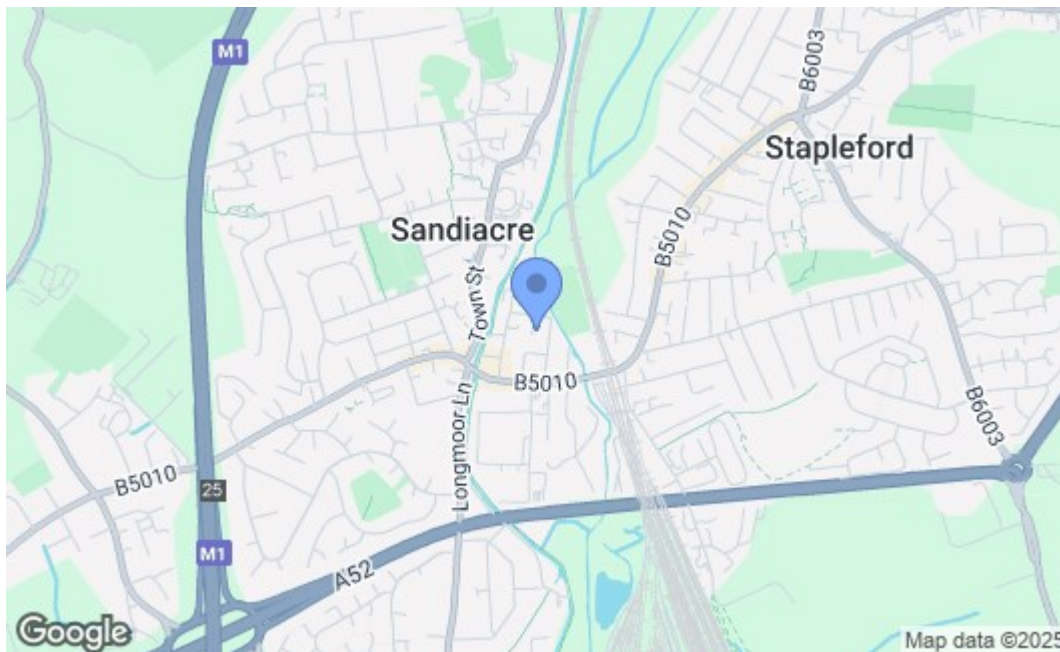 M1
B6003
Stapleford
Sandiacre
B5010
Town St
B5010
Longmoor Ln
B6003
B5010
25
M1
A52
Google
Map data ©2025